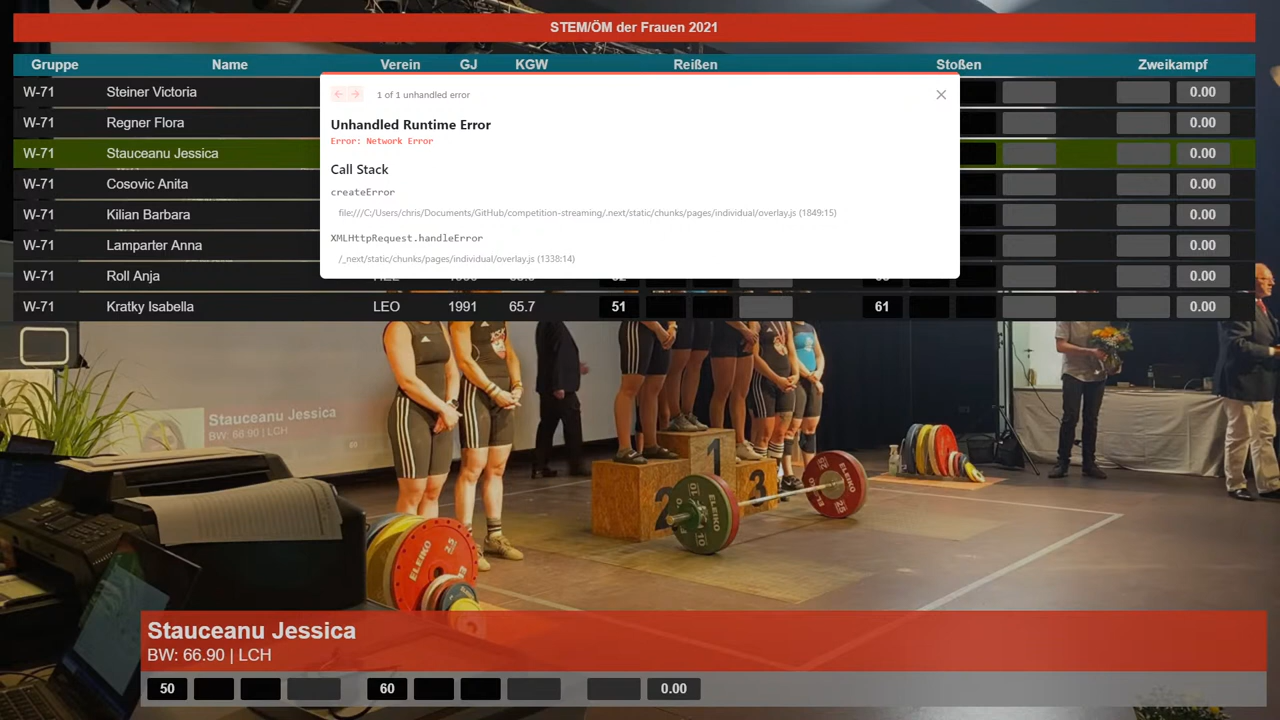 STEM/ÖM der Frauen 2021
Gruppe Name Verein GJ KGW Reißen Stoßen Zweikampf
W-71 Steiner Victoria 0.00
W-71 Regner Flora 0.00
W-71 Stauceanu Jessica 0.00
W-71 Cosovic Anita 0.00
W-71 Kilian Barbara 0.00
W-71 Lamparter Anna 0.00
W-71 Roll Anja 0.00
W-71 Kratky Isabella LEO 1991 65.7 51 61 0.00
1 of 1 unhandled error
Unhandled Runtime Error
Error: Network Error
Call Stack
createError
file:///C:/Users/chris/Documents/GitHub/competition-streaming/.next/static/chunks/pages/individual/overlay.js (1849:15)
XMLHttpRequest.handleError
/_next/static/chunks/pages/individual/overlay.js (1338:14)
Stauceanu Jessica
BW: 66.90 | LCH
1
2
3
ELEIKO
ELEIKO
ELEIKO
Stauceanu Jessica
BW: 66.90 | LCH
50 60 0.00